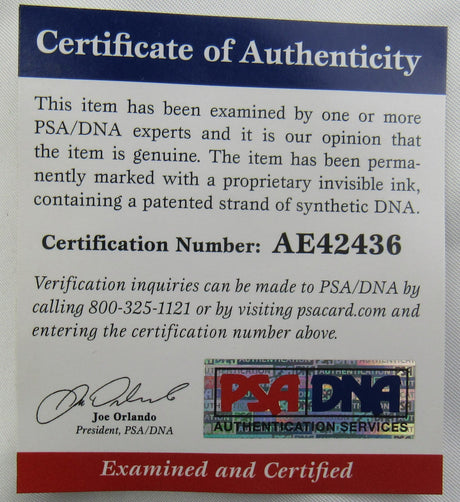 Certificate of Authenticity
This item has been examined by one or more
PSA/DNA experts and it is our opinion that
the item is genuine. The item has been perma-
nently marked with a proprietary invisible ink,
containing a patented strand of synthetic DNA.
Certification Number: AE42436
Verification inquiries can be made to PSA/DNA by
calling 800-325-1121 or by visiting psacard.com and
entering the certification number above.
Joe Orlando
President, PSA/DNA
PSA DNA
AUTHENTICATION SERVICES
Examined and Certified